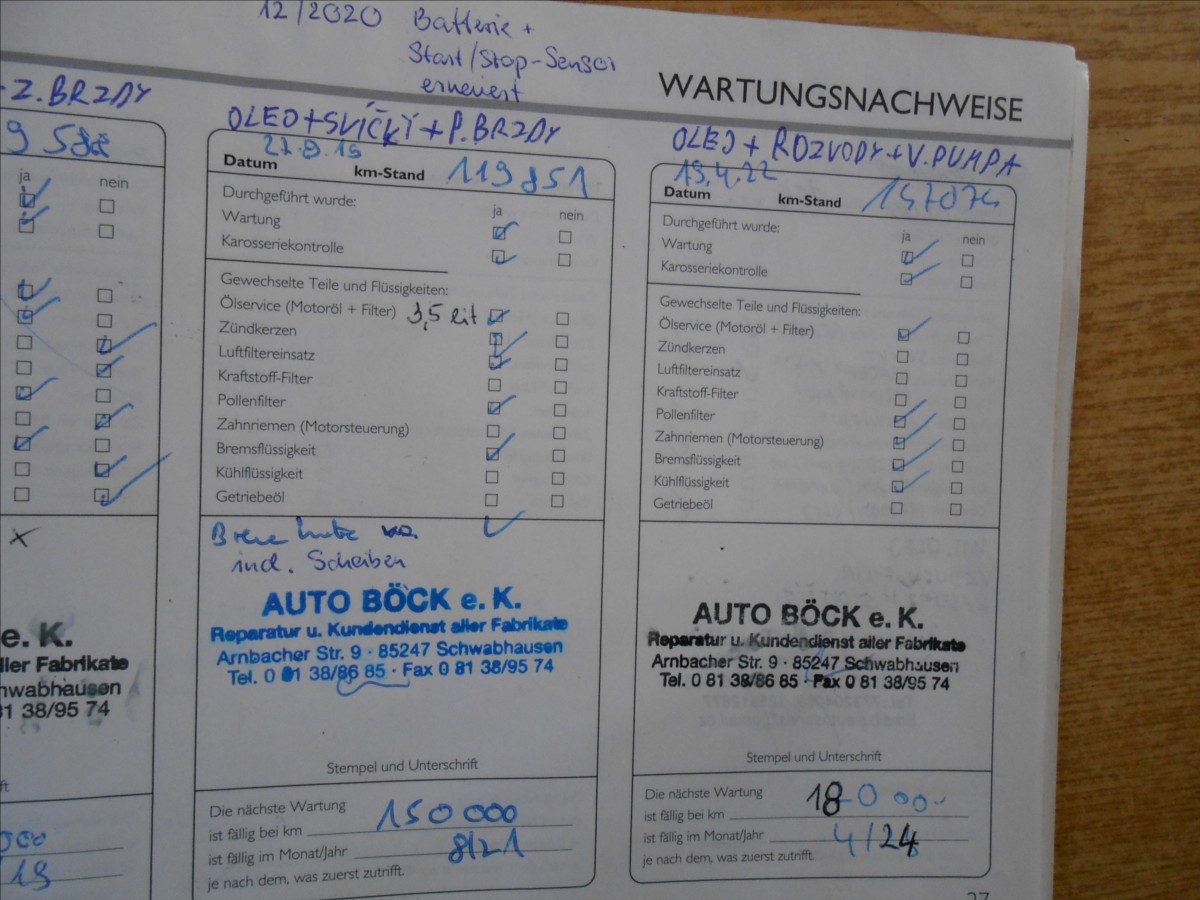 12/2020 Batterie +
Start/Stop-Sensor
erneuert
WARTUNGSNACHWEISE
Z. BRZDY
ja nein
e. K.
ller Fabrikate
hwabhausen
81 38/95 74
OLEO+SVÍČKY+P.BRZDY
27.8.19
Datum km-Stand 119851
Durchgeführt wurde: ja nein
Wartung
Karosseriekontrolle
Gewechselte Teile und Flüssigkeiten:
Ölservice (Motoröl + Filter) 3,5 lit
Zündkerzen
Luftfiltereinsatz
Kraftstoff-Filter
Pollenfilter
Zahnriemen (Motorsteuerung)
Bremsflüssigkeit
Kühlflüssigkeit
Getriebeöl
incl. Scheiben
AUTO BÖCK e. K.
Reparatur u. Kundendienst aller Fabrikate
Arnbacher Str. 9 · 85247 Schwabhausen
Tel. 0 81 38/86 85 · Fax 0 81 38/95 74
Stempel und Unterschrift
Die nächste Wartung
ist fällig bei km 150 000
ist fällig im Monat/Jahr 8/21
je nach dem, was zuerst zutrifft.
OLEJ + ROZVODY + V. PUMPA
19.4.22
Datum km-Stand 147074
Durchgeführt wurde: ja nein
Wartung
Karosseriekontrolle
Gewechselte Teile und Flüssigkeiten:
Ölservice (Motoröl + Filter)
Zündkerzen
Luftfiltereinsatz
Kraftstoff-Filter
Pollenfilter
Zahnriemen (Motorsteuerung)
Bremsflüssigkeit
Kühlflüssigkeit
Getriebeöl
AUTO BÖCK e. K.
Reparatur u. Kundendienst aller Fabrikate
Arnbacher Str. 9 · 85247 Schwabhausen
Tel. 0 81 38/86 85 · Fax 0 81 38/95 74
Stempel und Unterschrift
Die nächste Wartung
ist fällig bei km 180 000
ist fällig im Monat/Jahr 4/24
je nach dem, was zuerst zutrifft.